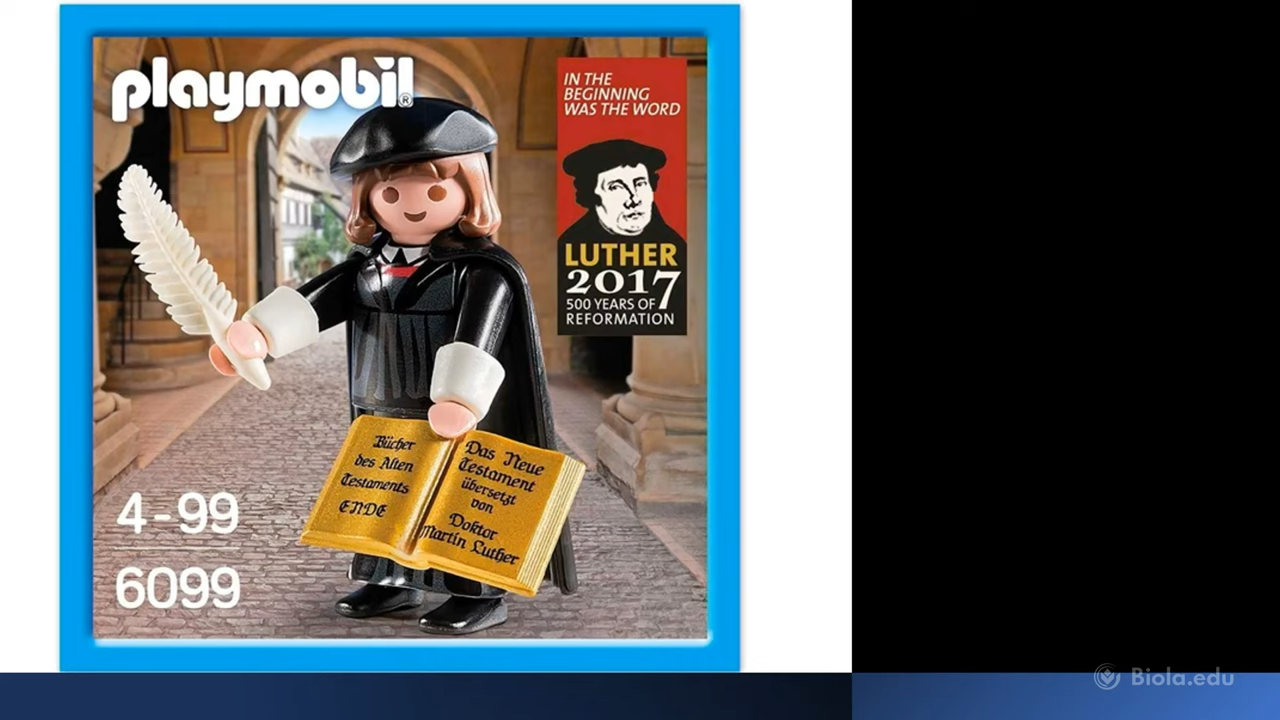 playmobil®
IN THE
BEGINNING
WAS THE WORD
LUTHER
2017
500 YEARS OF
REFORMATION
Bücher
des Alten
Testaments
ENDE
Das Neue
Testament
übersetzt
von
Doktor
Martin Luther
4-99
6099
Biola.edu